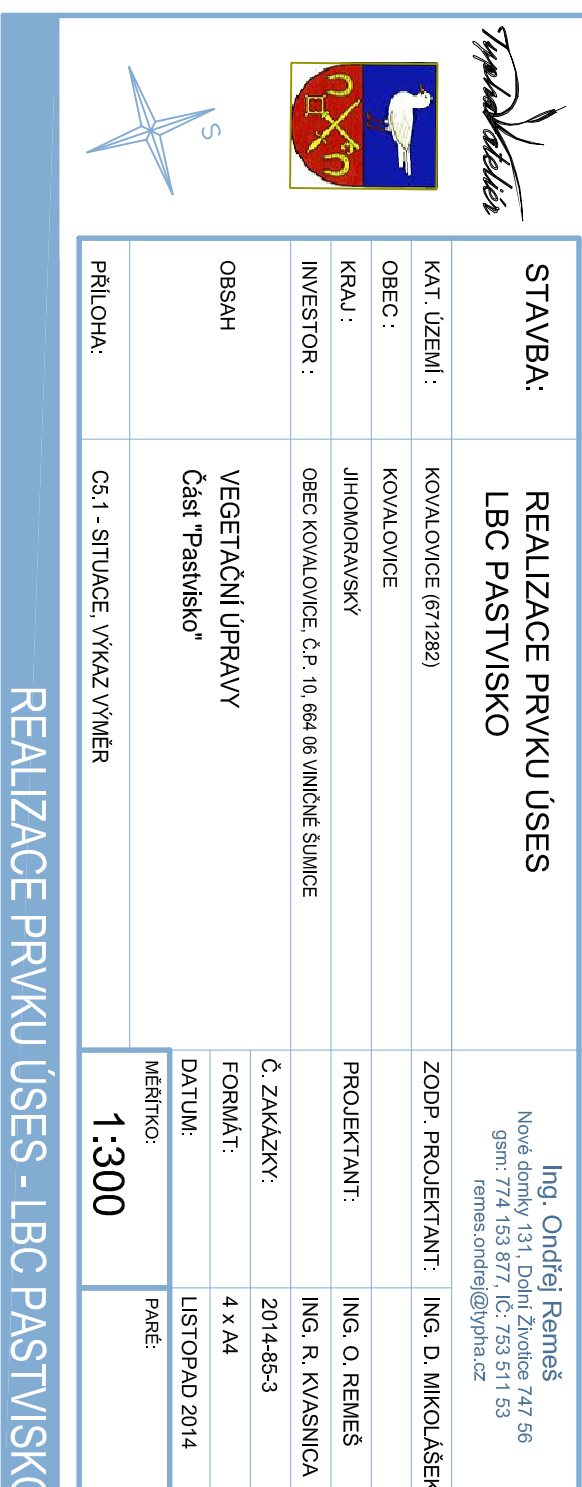 Typha ateliér
S
STAVBA:
REALIZACE PRVKU ÚSES
LBC PASTVISKO
Ing. Ondřej Remeš
Nové domky 131, Dolní Životice 747 56
gsm: 774 153 877, IČ: 753 511 53
remes.ondrej@typha.cz
KAT. ÚZEMÍ : KOVALOVICE (671282) ZODP. PROJEKTANT: ING. D. MIKOLÁŠEK
OBEC : KOVALOVICE
KRAJ : JIHOMORAVSKÝ PROJEKTANT: ING. O. REMEŠ
INVESTOR : OBEC KOVALOVICE, Č.P. 10, 664 06 VINIČNÉ ŠUMICE ING. R. KVASNICA
OBSAH
VEGETAČNÍ ÚPRAVY
Část "Pastvisko"
Č. ZAKÁZKY: 2014-85-3
FORMÁT: 4 x A4
DATUM: LISTOPAD 2014
PŘÍLOHA: C5.1 - SITUACE, VÝKAZ VÝMĚR
MĚŘÍTKO:
1:300
PARÉ:
REALIZACE PRVKU ÚSES - LBC PASTVISKO